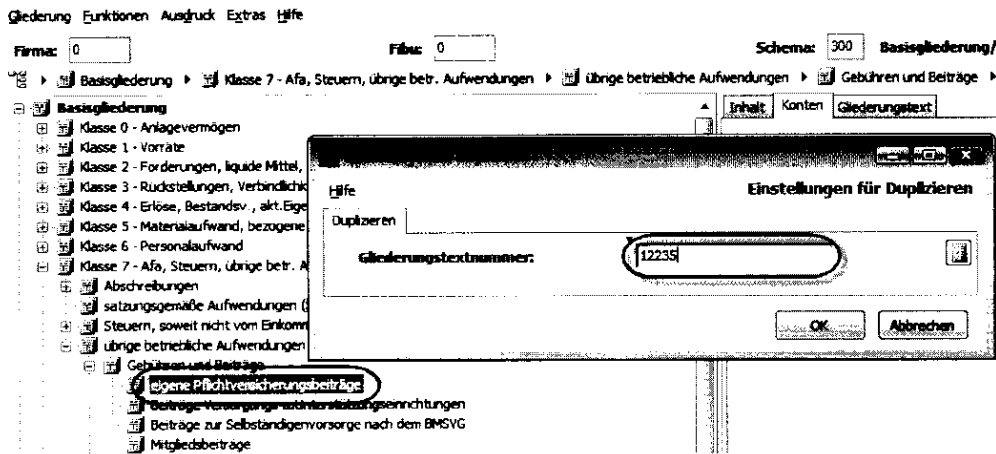 Gliederung Funktionen Ausdruck Extras Hilfe
Firma: 0 Fibu: 0 Schema: 300 Basisgliederung/
Basisgliederung Klasse 7 - Afa, Steuern, übrige betr. Aufwendungen übrige betriebliche Aufwendungen Gebühren und Beiträge
Basisgliederung
Inhalt Konten Gliederungstext
Klasse 0 - Anlagevermögen
Klasse 1 - Vorräte
Klasse 2 - Forderungen, liquide Mittel,
Klasse 3 - Rückstellungen, Verbindlichk
Klasse 4 - Erlöse, Bestandsv., akt.Eige
Klasse 5 - Materialaufwand, bezogene
Klasse 6 - Personalaufwand
Klasse 7 - Afa, Steuern, übrige betr. A
Abschreibungen
satzungsgemäße Aufwendungen (
Steuern, soweit nicht vom Einkomm
übrige betriebliche Aufwendungen
Gebühren und Beiträge
eigene Pflichtversicherungsbeiträge
Beiträge Versorgungs- u.Unterstützungseinrichtungen
Beiträge zur Selbständigenvorsorge nach dem BMSVG
Mitgliedsbeiträge
Hilfe
Einstellungen für Duplizieren
Duplizieren
Gliederungstextnummer: 12235
OK Abbrechen